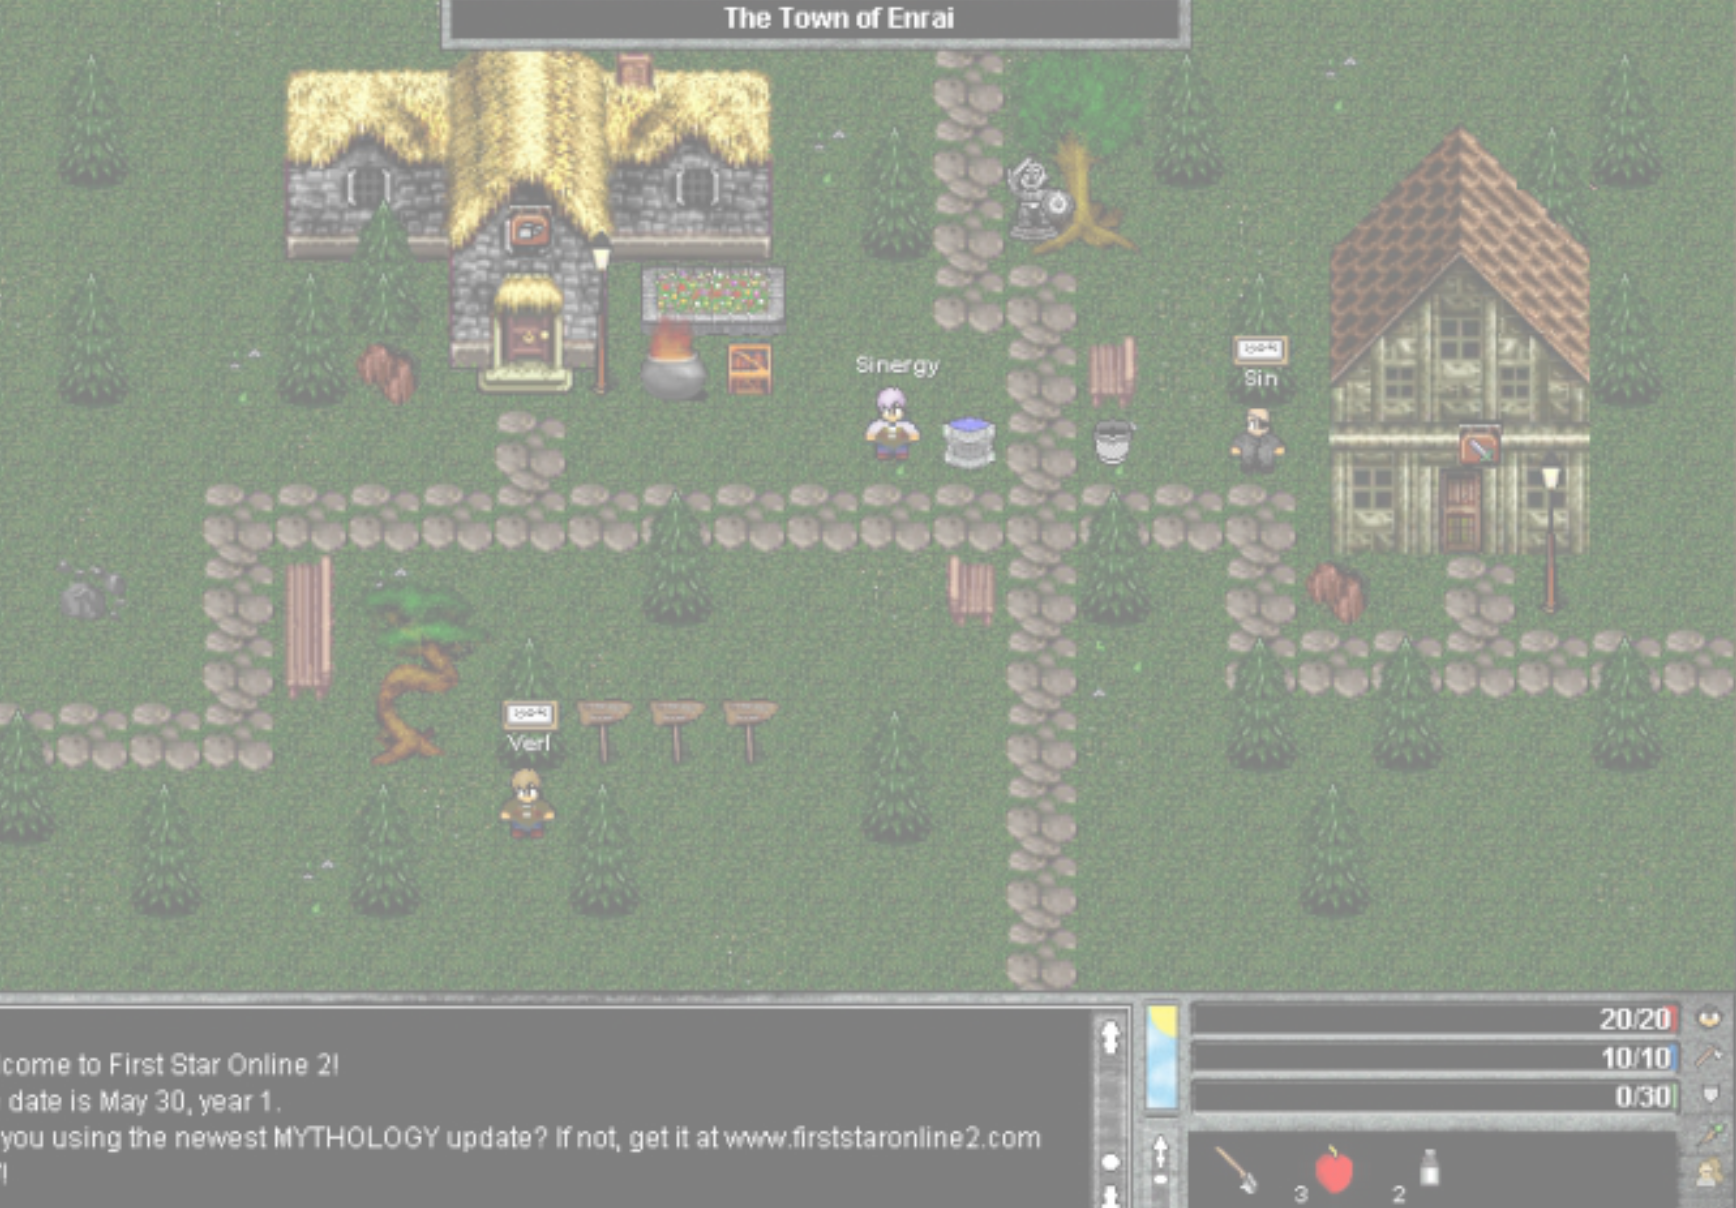 The Town of Enrai
Sinergy
Sin
Verl
20/20
10/10
0/30
come to First Star Online 2!
date is May 30, year 1.
you using the newest MYTHOLOGY update? If not, get it at www.firststaronline2.com
!
3
2